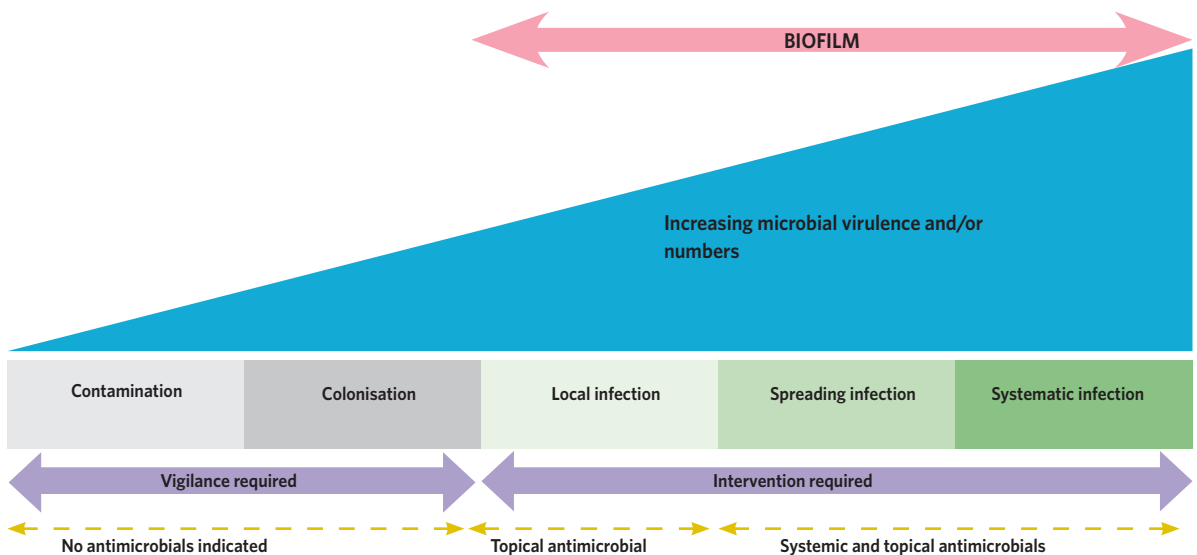 BIOFILM
Increasing microbial virulence and/or
numbers
Contamination
Colonisation
Local infection
Spreading infection
Systematic infection
Vigilance required
Intervention required
No antimicrobials indicated
Topical antimicrobial
Systemic and topical antimicrobials